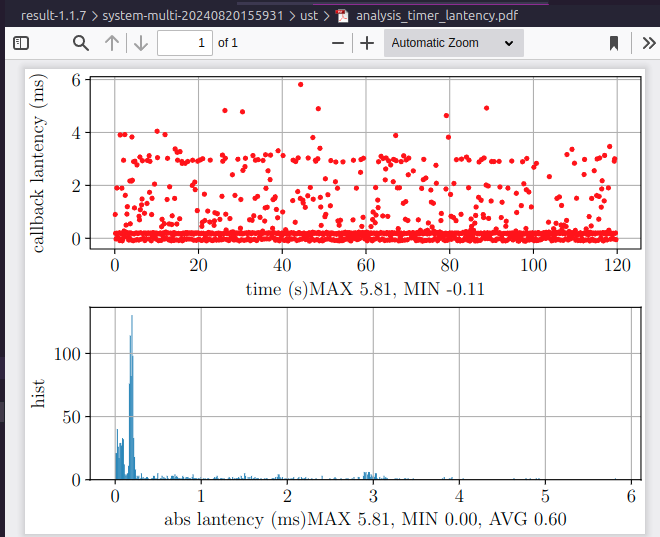 result-1.1.7 > system-multi-20240820155931 > ust > analysis_timer_lantency.pdf
1 of 1 Automatic Zoom
callback lantency (ms)
6
4
2
0
0 20 40 60 80 100 120
time (s)MAX 5.81, MIN -0.11
hist
100
50
0
0 1 2 3 4 5 6
abs lantency (ms)MAX 5.81, MIN 0.00, AVG 0.60